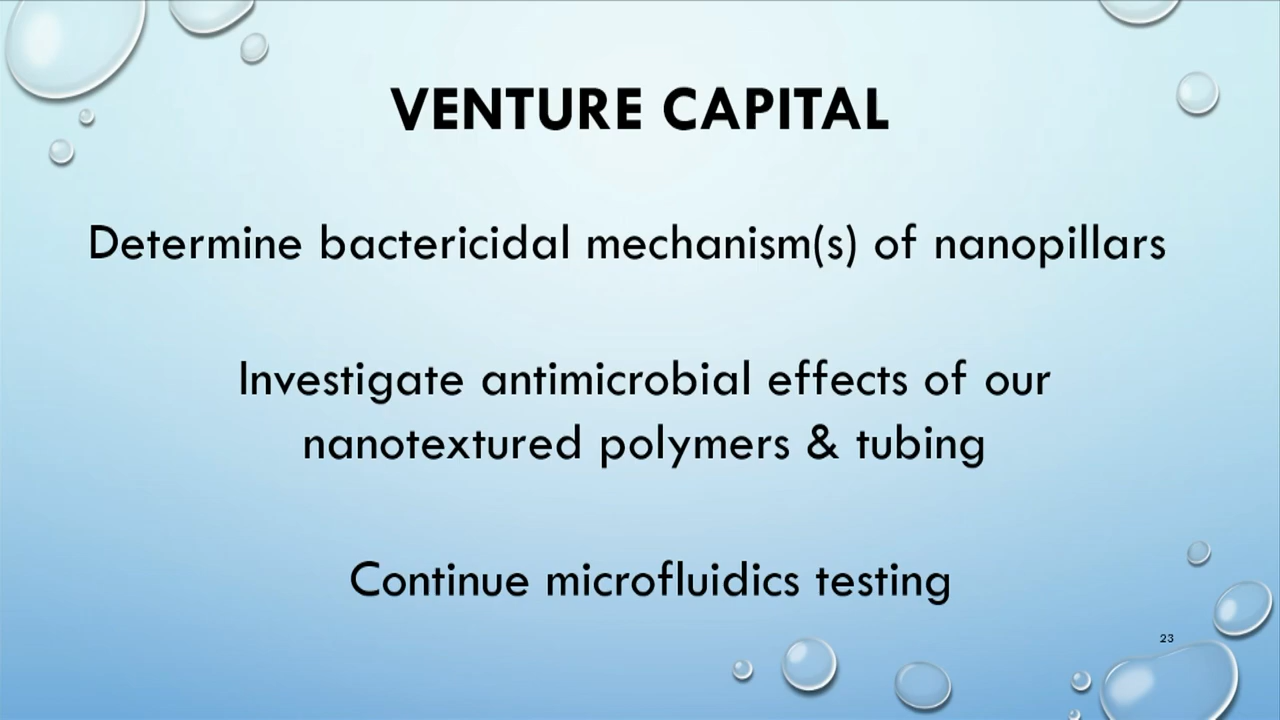 VENTURE CAPITAL
Determine bactericidal mechanism(s) of nanopillars
Investigate antimicrobial effects of our
nanotextured polymers & tubing
Continue microfluidics testing
23